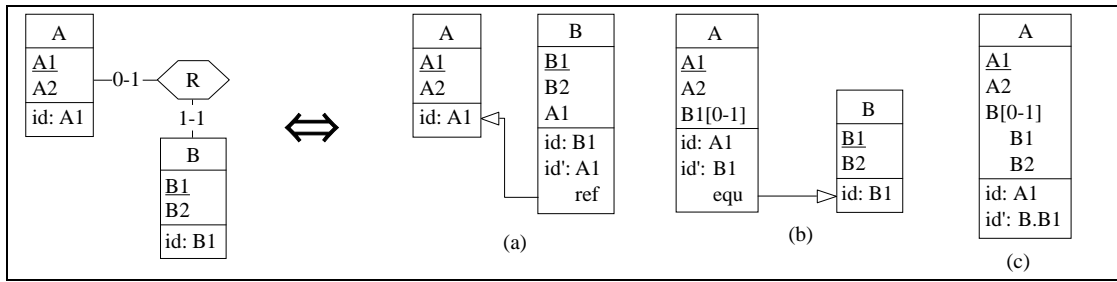 A
A1
A2
id: A1
0-1
R
1-1
B
B1
B2
id: B1
A
A1
A2
id: A1
B
B1
B2
A1
id: B1
id': A1
ref
(a)
A
A1
A2
B1[0-1]
id: A1
id': B1
equ
B
B1
B2
id: B1
(b)
A
A1
A2
B[0-1]
B1
B2
id: A1
id': B.B1
(c)